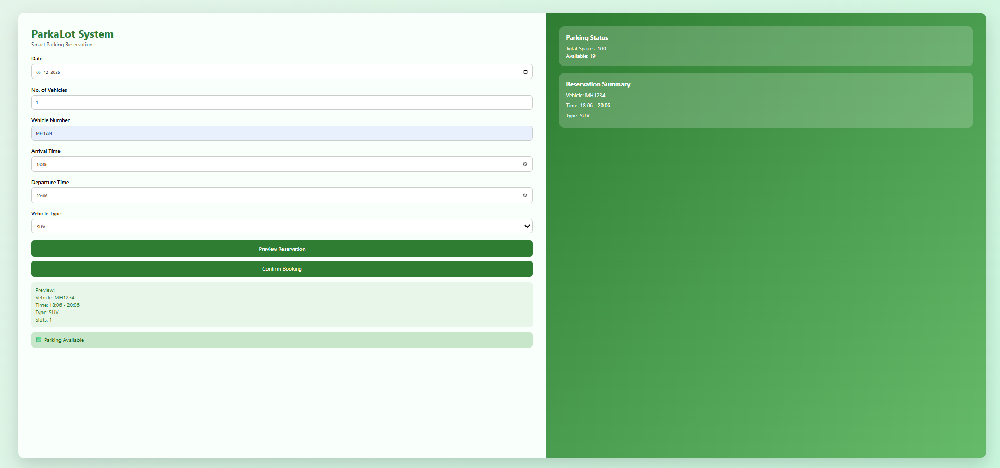 ParkaLot System
Smart Parking Reservation
Date
05-12-2026
No. of Vehicles
1
Vehicle Number
MH1234
Arrival Time
18:06
Departure Time
20:06
Vehicle Type
SUV
Preview Reservation
Confirm Booking
Preview:
Vehicle: MH1234
Time: 18:06 - 20:06
Type: SUV
Slots: 1
✅ Parking Available
Parking Status
Total Spaces: 100
Available: 19
Reservation Summary
Vehicle: MH1234
Time: 18:06 - 20:06
Type: SUV